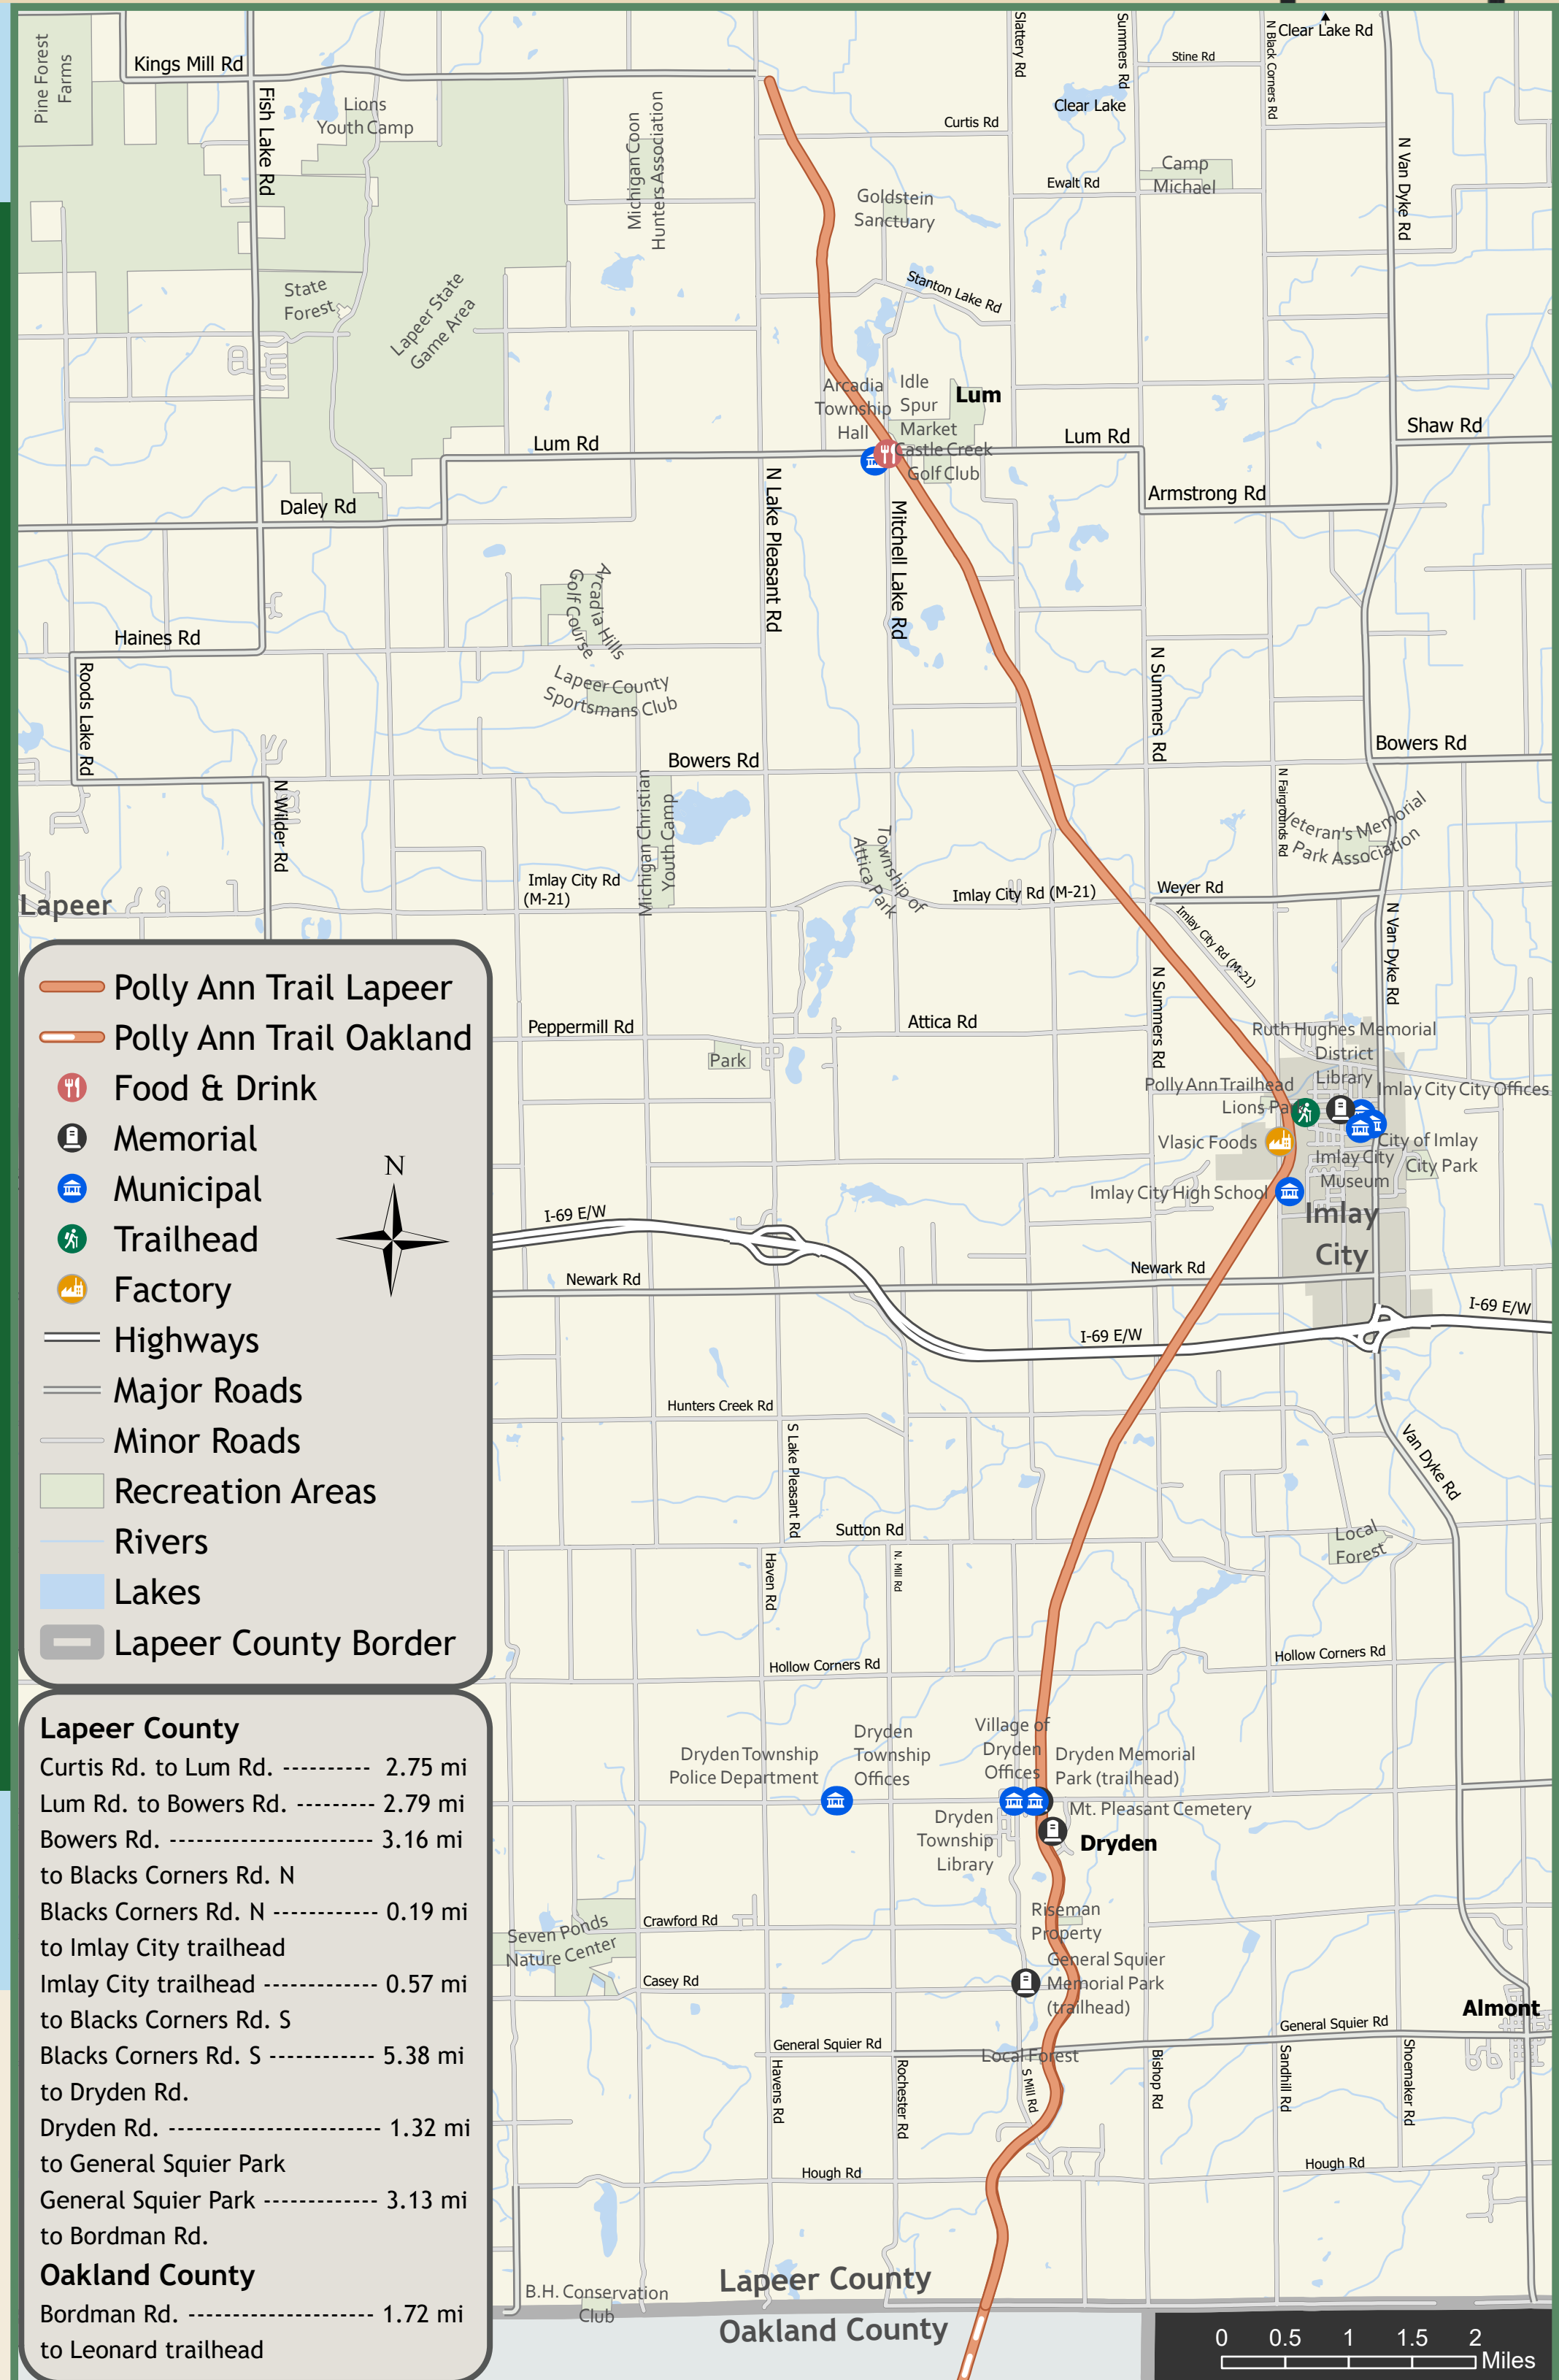 Clear Lake Rd
Pine Forest
Farms
Kings Mill Rd
Fish Lake Rd
Lions
Youth Camp
Michigan Coon
Hunters Association
Slattery Rd
Summers Rd
Stine Rd
N Black Corners Rd
Clear Lake
Curtis Rd
N Van Dyke Rd
Camp
Michael
Ewalt Rd
Goldstein
Sanctuary
State
Forest
Lapeer State
Game Area
Stanton Lake Rd
Arcadia
Township
Hall
Idle
Spur
Market
Lum
Castle Creek
Golf Club
Lum Rd
Lum Rd
Shaw Rd
Daley Rd
Armstrong Rd
N Lake Pleasant Rd
Mitchell Lake Rd
Arcadia Hills
Golf Course
Haines Rd
Roods Lake Rd
Lapeer County
Sportsmans Club
N Summers Rd
Bowers Rd
Bowers Rd
N Wilder Rd
Michigan Christian
Youth Camp
Township of
Attica Park
N Fairgrounds Rd
Veteran's Memorial
Park Association
Imlay City Rd
(M-21)
Imlay City Rd (M-21)
Weyer Rd
Imlay City Rd (M-21)
N Van Dyke Rd
Lapeer
N Summers Rd
Peppermill Rd
Attica Rd
Park
Ruth Hughes Memorial
District
Library
Polly Ann Trailhead
Lions Park
Imlay City City Offices
Vlasic Foods
City of Imlay
City Park
Imlay City
Museum
Imlay City High School
Imlay
City
I-69 E/W
Newark Rd
Newark Rd
I-69 E/W
I-69 E/W
Hunters Creek Rd
S Lake Pleasant Rd
Van Dyke Rd
Sutton Rd
Local
Forest
Haven Rd
N. Mill Rd
Hollow Corners Rd
Hollow Corners Rd
Dryden Township
Police Department
Dryden
Township
Offices
Village of
Dryden
Offices
Dryden Memorial
Park (trailhead)
Mt. Pleasant Cemetery
Dryden
Township
Library
Dryden
Riseman
Property
Crawford Rd
Seven Ponds
Nature Center
Casey Rd
General Squier
Memorial Park
(trailhead)
Almont
General Squier Rd
General Squier Rd
Local Forest
Havens Rd
Rochester Rd
S Mill Rd
Bishop Rd
Sandhill Rd
Shoemaker Rd
Hough Rd
Hough Rd
B.H. Conservation
Club
Lapeer County
Oakland County
Polly Ann Trail Lapeer
Polly Ann Trail Oakland
Food & Drink
Memorial
Municipal
Trailhead
Factory
Highways
Major Roads
Minor Roads
Recreation Areas
Rivers
Lakes
Lapeer County Border
N
Lapeer County
Curtis Rd. to Lum Rd. ---------- 2.75 mi
Lum Rd. to Bowers Rd. --------- 2.79 mi
Bowers Rd. ----------------------- 3.16 mi
to Blacks Corners Rd. N
Blacks Corners Rd. N ------------ 0.19 mi
to Imlay City trailhead
Imlay City trailhead ------------- 0.57 mi
to Blacks Corners Rd. S
Blacks Corners Rd. S ------------ 5.38 mi
to Dryden Rd.
Dryden Rd. ------------------------ 1.32 mi
to General Squier Park
General Squier Park ------------- 3.13 mi
to Bordman Rd.
Oakland County
Bordman Rd. --------------------- 1.72 mi
to Leonard trailhead
0 0.5 1 1.5 2
Miles